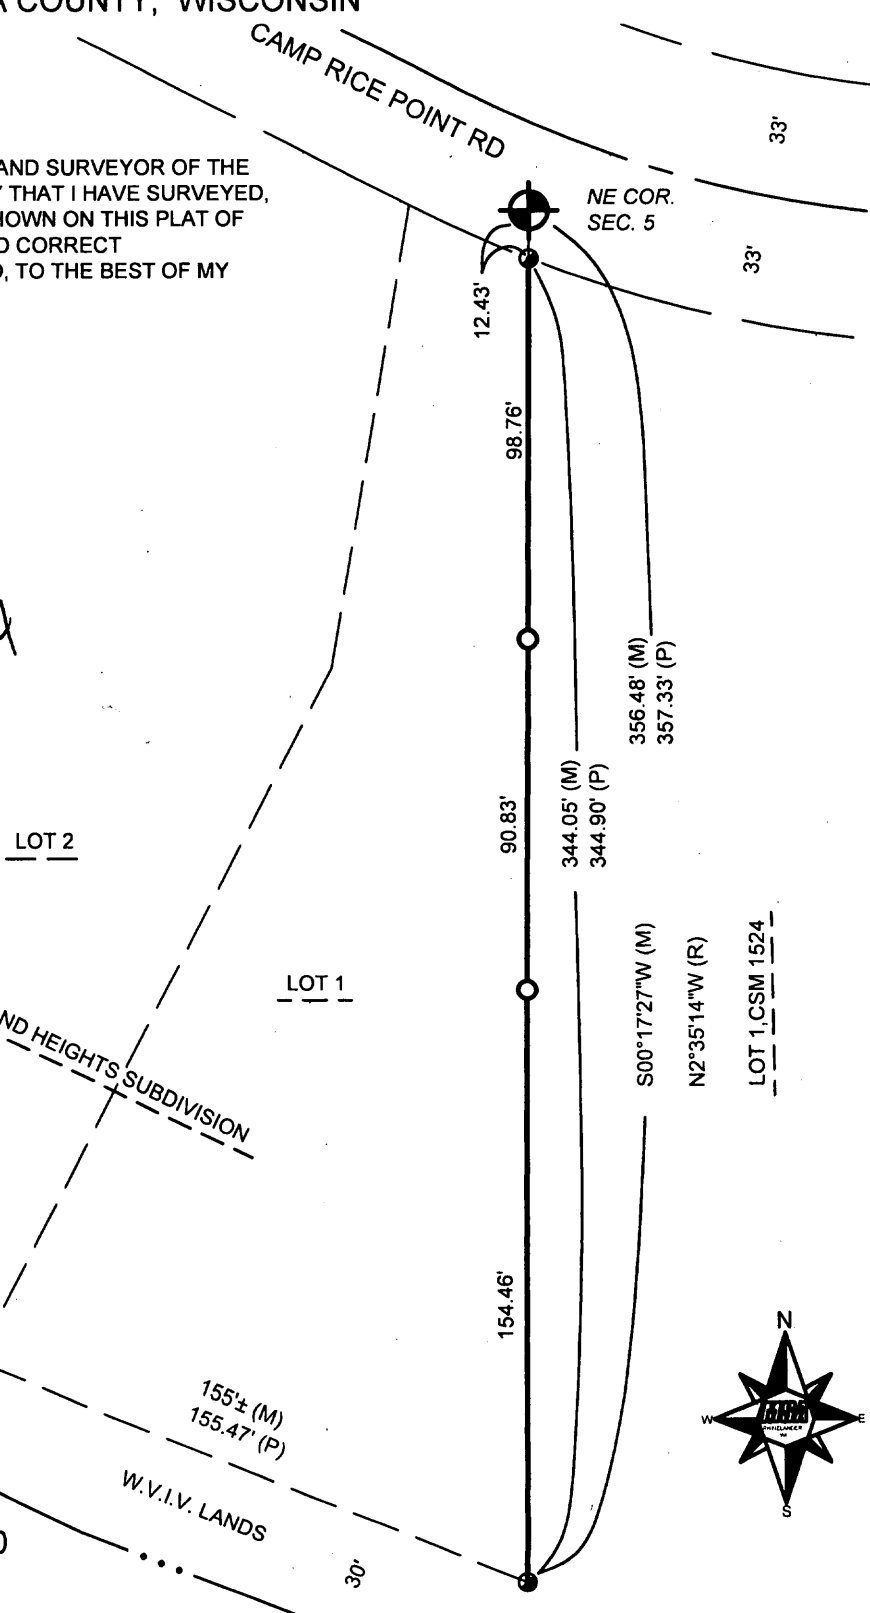 A COUNTY, WISCONSIN
CAMP RICE POINT RD
33'
AND SURVEYOR OF THE
Y THAT I HAVE SURVEYED,
HOWN ON THIS PLAT OF
D CORRECT
, TO THE BEST OF MY
NE COR.
SEC. 5
33'
12.43'
98.76'
356.48' (M)
357.33' (P)
344.05' (M)
344.90' (P)
90.83'
LOT 2
LOT 1
S00°17'27"W (M)
N2°35'14"W (R)
LOT 1,CSM 1524
ND HEIGHTS SUBDIVISION
154.46'
155'± (M)
155.47' (P)
W.V.I.V. LANDS
30'
N
W
E
S